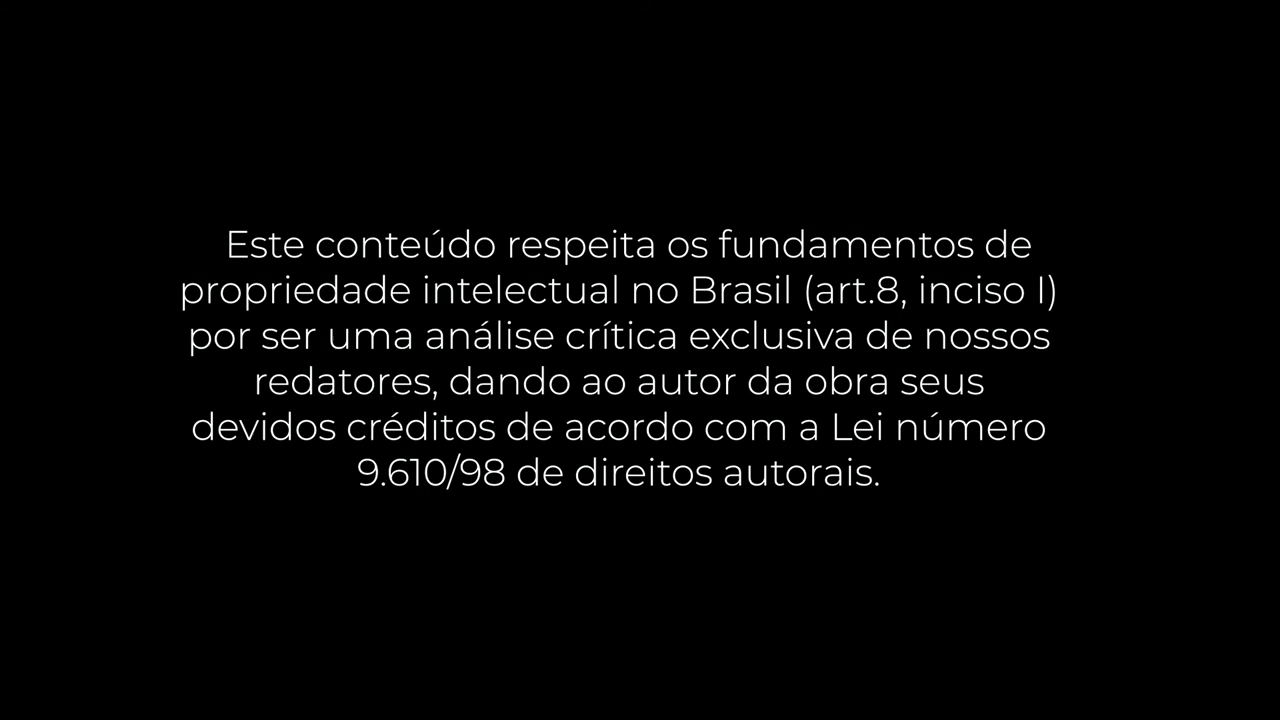 Este conteúdo respeita os fundamentos de
propriedade intelectual no Brasil (art.8, inciso I)
por ser uma análise crítica exclusiva de nossos
redatores, dando ao autor da obra seus
devidos créditos de acordo com a Lei número
9.610/98 de direitos autorais.